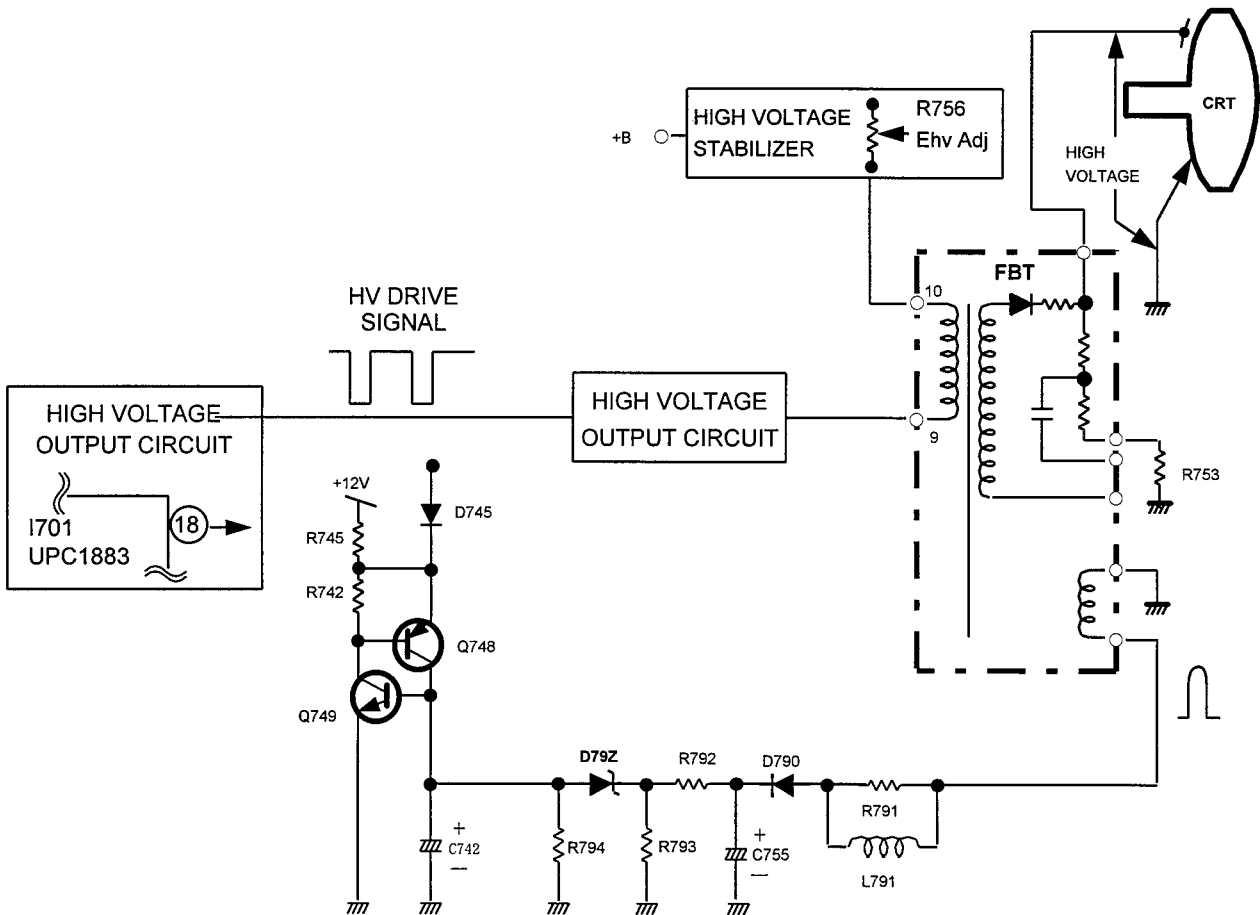 HIGH VOLTAGE
STABILIZER
R756
Ehv Adj
+B
CRT
HIGH
VOLTAGE
FBT
10
9
HV DRIVE
SIGNAL
HIGH VOLTAGE
OUTPUT CIRCUIT
I701
UPC1883
18
HIGH VOLTAGE
OUTPUT CIRCUIT
R753
+12V
D745
R745
R742
Q748
Q749
D79Z
R792
D790
R791
L791
+
C742
−
R794
R793
+
C755
−